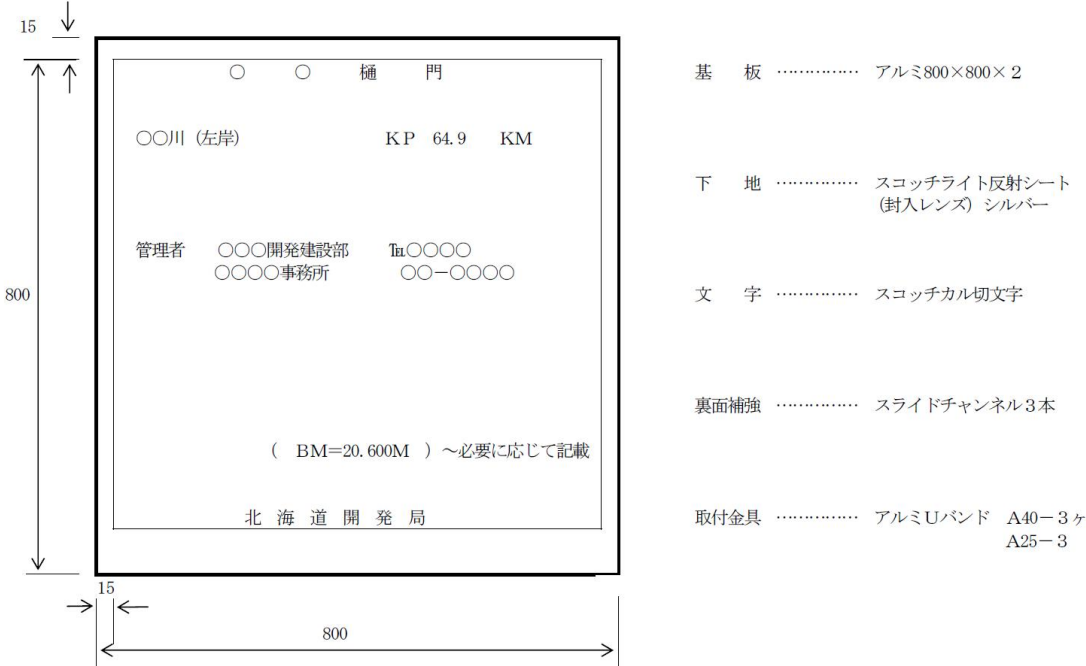 15
○ ○ 樋 門
○○川 (左岸) KP 64.9 KM
管理者 ○○○開発建設部 ℡○○○○
○○○○事務所 ○○－○○○○
800
( BM=20.600M ) ～必要に応じて記載
北 海 道 開 発 局
15
800
基 板 …………… アルミ800×800×2
下 地 …………… スコッチライト反射シート
(封入レンズ) シルバー
文 字 …………… スコッチカル切文字
裏面補強 …………… スライドチャンネル3本
取付金具 …………… アルミUバンド A40－3ヶ
A25－3